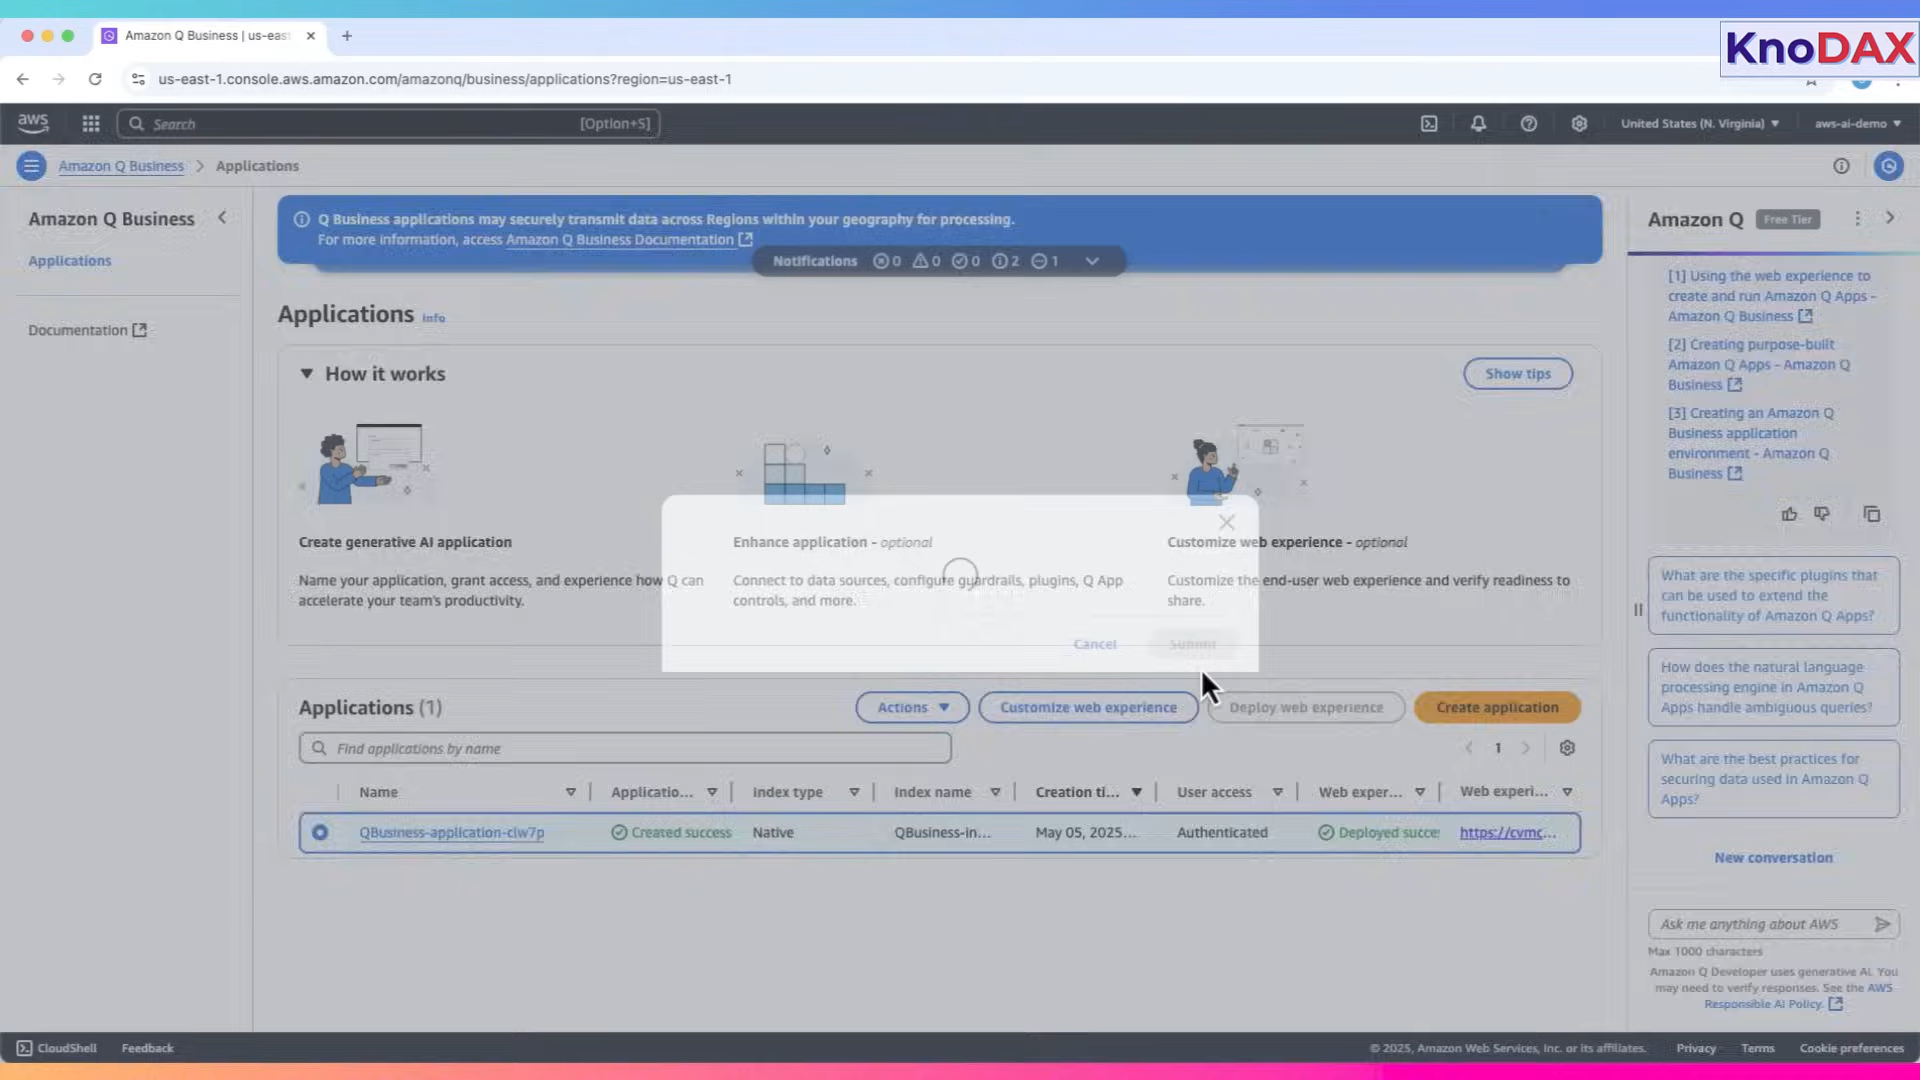 Amazon Q Business | us-eas
KnoDAX
us-east-1.console.aws.amazon.com/amazonq/business/applications?region=us-east-1
aws
Search
[Option+S]
United States (N. Virginia)
aws-ai-demo
Amazon Q Business
Applications
Amazon Q Business
Applications
Documentation
Q Business applications may securely transmit data across Regions within your geography for processing.
For more information, access Amazon Q Business Documentation
Notifications 0 0 0 2 1
Applications Info
How it works
Show tips
Create generative AI application
Name your application, grant access, and experience how Q can
accelerate your team's productivity.
Enhance application - optional
Connect to data sources, configure guardrails, plugins, Q App
controls, and more.
Customize web experience - optional
Customize the end-user web experience and verify readiness to
share.
Cancel
Submit
Applications (1)
Actions
Customize web experience
Deploy web experience
Create application
Find applications by name
1
Name
Applicatio...
Index type
Index name
Creation ti...
User access
Web exper...
Web experi...
QBusiness-application-clw7p
Created success
Native
QBusiness-in...
May 05, 2025...
Authenticated
Deployed succe
https://cvmc...
Amazon Q Free Tier
[1] Using the web experience to
create and run Amazon Q Apps -
Amazon Q Business
[2] Creating purpose-built
Amazon Q Apps - Amazon Q
Business
[3] Creating an Amazon Q
Business application
environment - Amazon Q
Business
What are the specific plugins that
can be used to extend the
functionality of Amazon Q Apps?
How does the natural language
processing engine in Amazon Q
Apps handle ambiguous queries?
What are the best practices for
securing data used in Amazon Q
Apps?
New conversation
Ask me anything about AWS
Max 1000 characters
Amazon Q Developer uses generative AI. You
may need to verify responses. See the AWS
Responsible AI Policy.
CloudShell
Feedback
© 2025, Amazon Web Services, Inc. or its affiliates.
Privacy
Terms
Cookie preferences